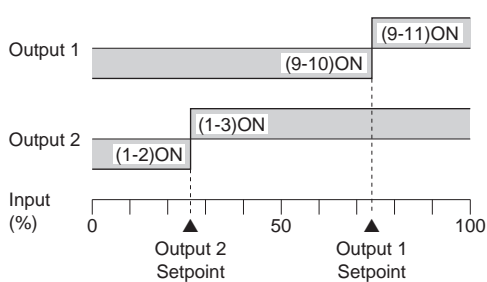 (9-11)ON
Output 1
(9-10)ON
(1-3)ON
Output 2
(1-2)ON
Input
(%)
0 50 100
Output 2 Output 1
Setpoint Setpoint